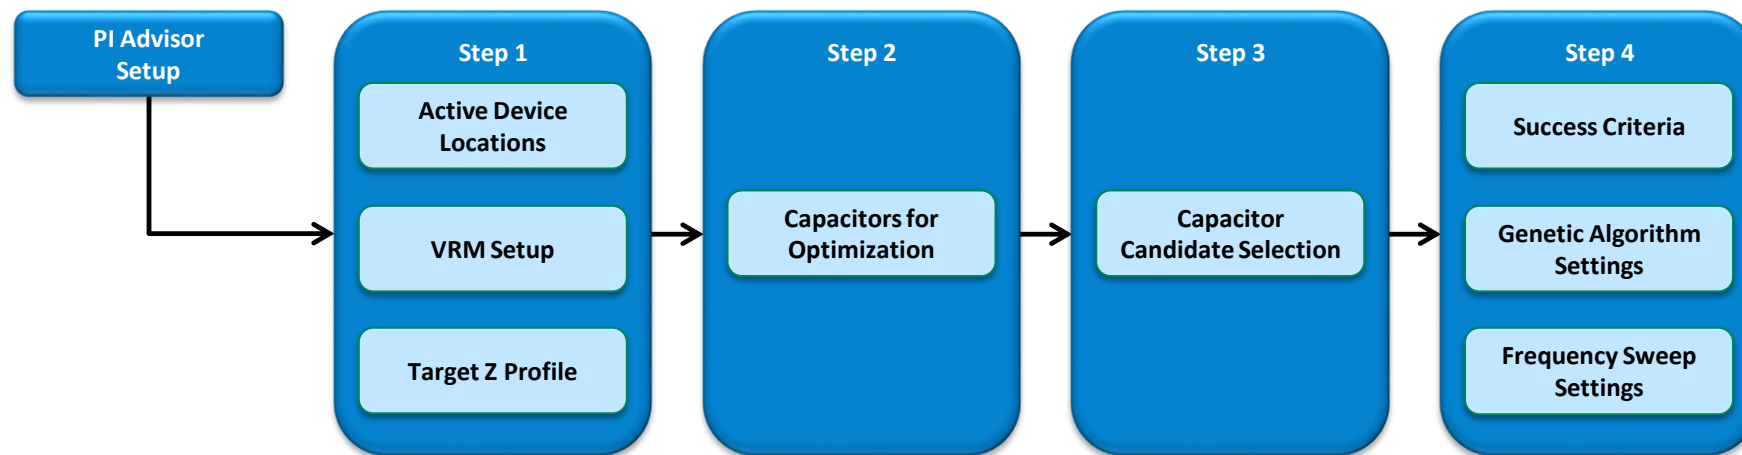 PI Advisor
Setup
Step 1
Active Device
Locations
VRM Setup
Target Z Profile
Step 2
Capacitors for
Optimization
Step 3
Capacitor
Candidate Selection
Step 4
Success Criteria
Genetic Algorithm
Settings
Frequency Sweep
Settings